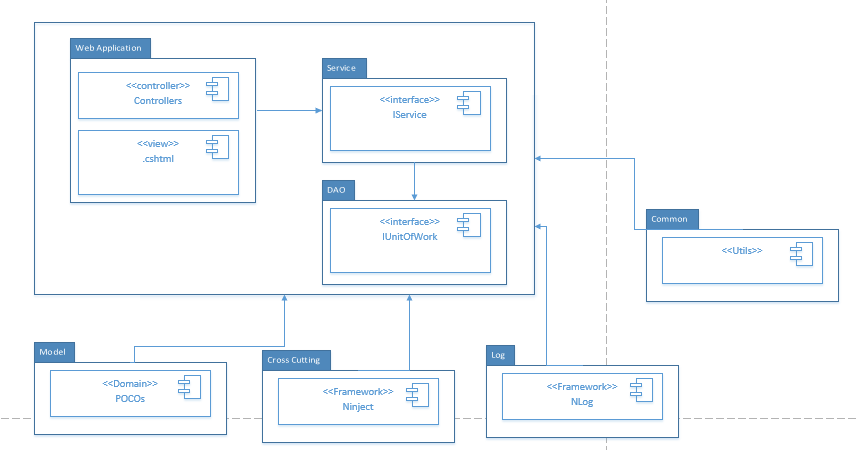 Web Application
<<controller>>
Controllers
<<view>>
.cshtml
Service
<<interface>>
IService
DAO
<<interface>>
IUnitOfWork
Common
<<Utils>>
Model
<<Domain>>
POCOs
Cross Cutting
<<Framework>>
Ninject
Log
<<Framework>>
NLog